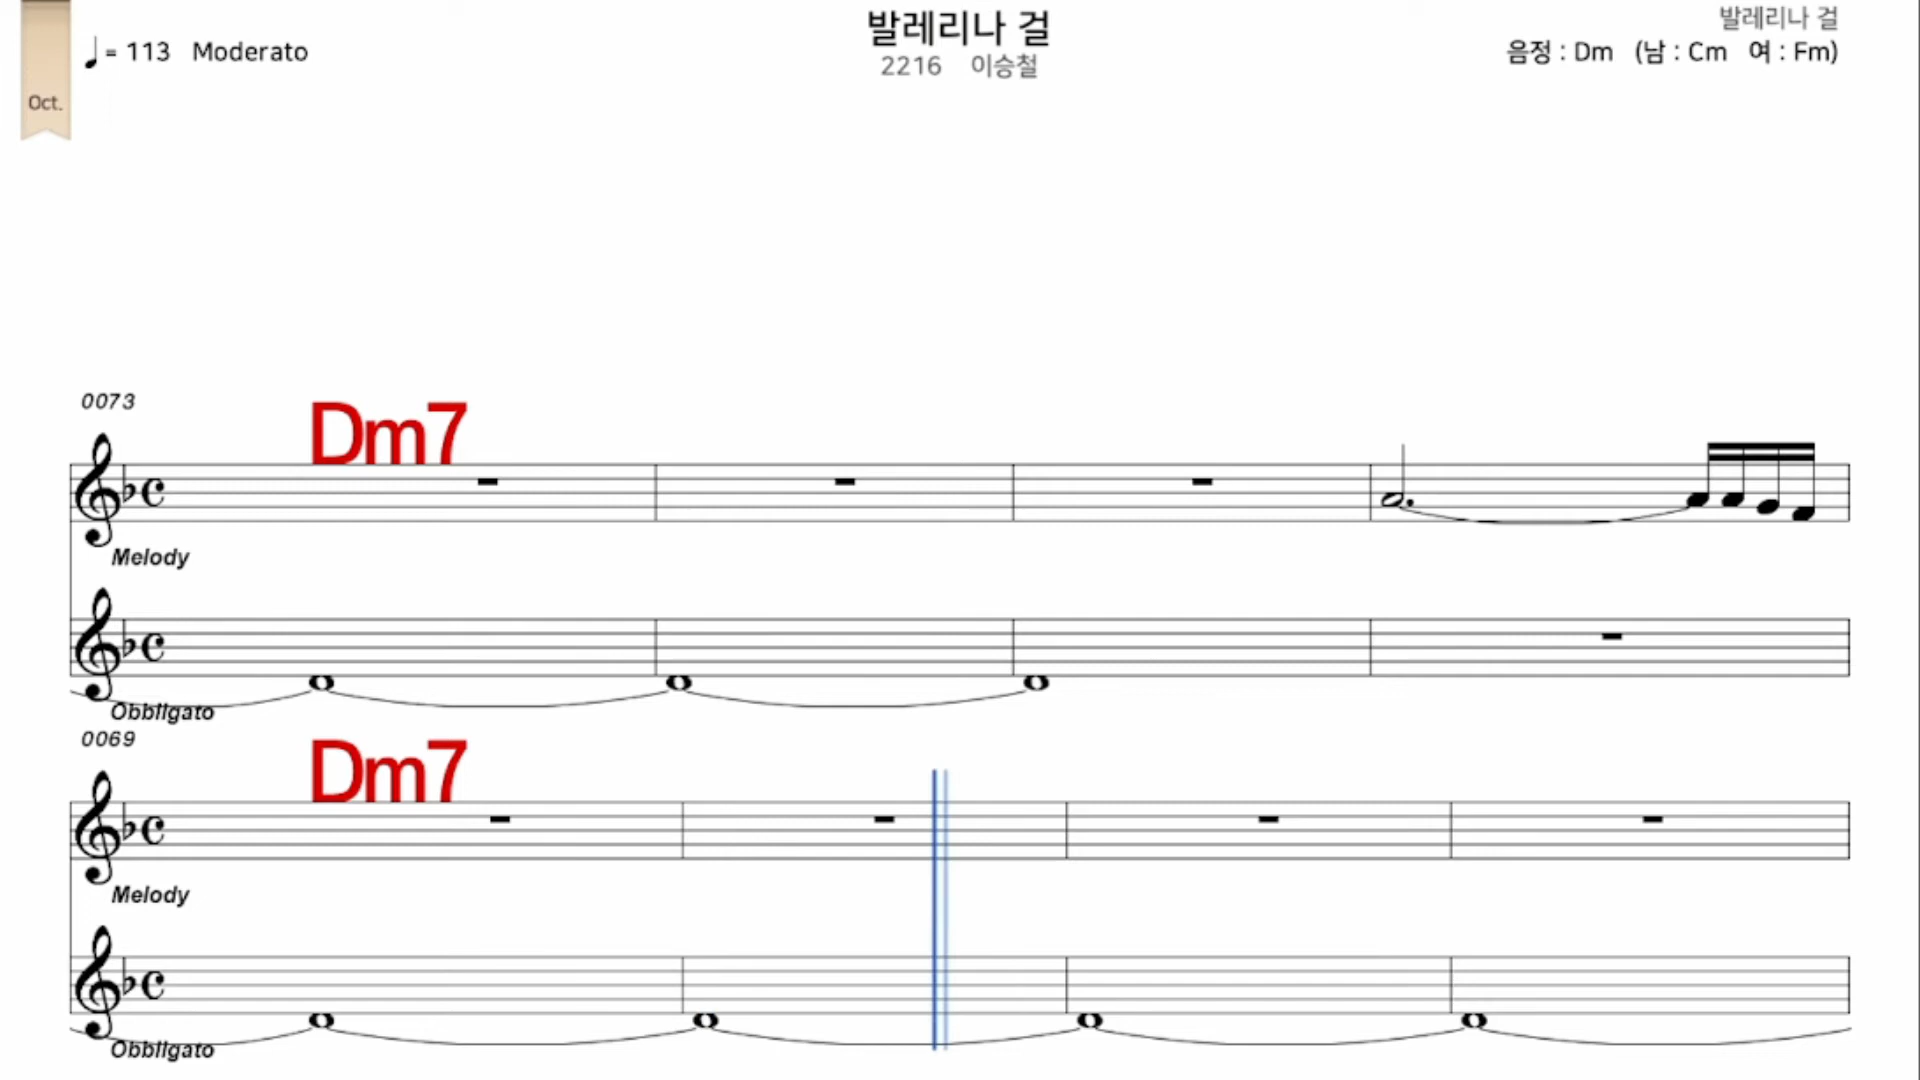 발레리나 걸
발레리나 걸
= 113 Moderato
2216 이승철
음정 : Dm (남 : Cm 여 : Fm)
Oct.
0073
Dm7
Melody
Obbligato
0069
Dm7
Melody
Obbligato